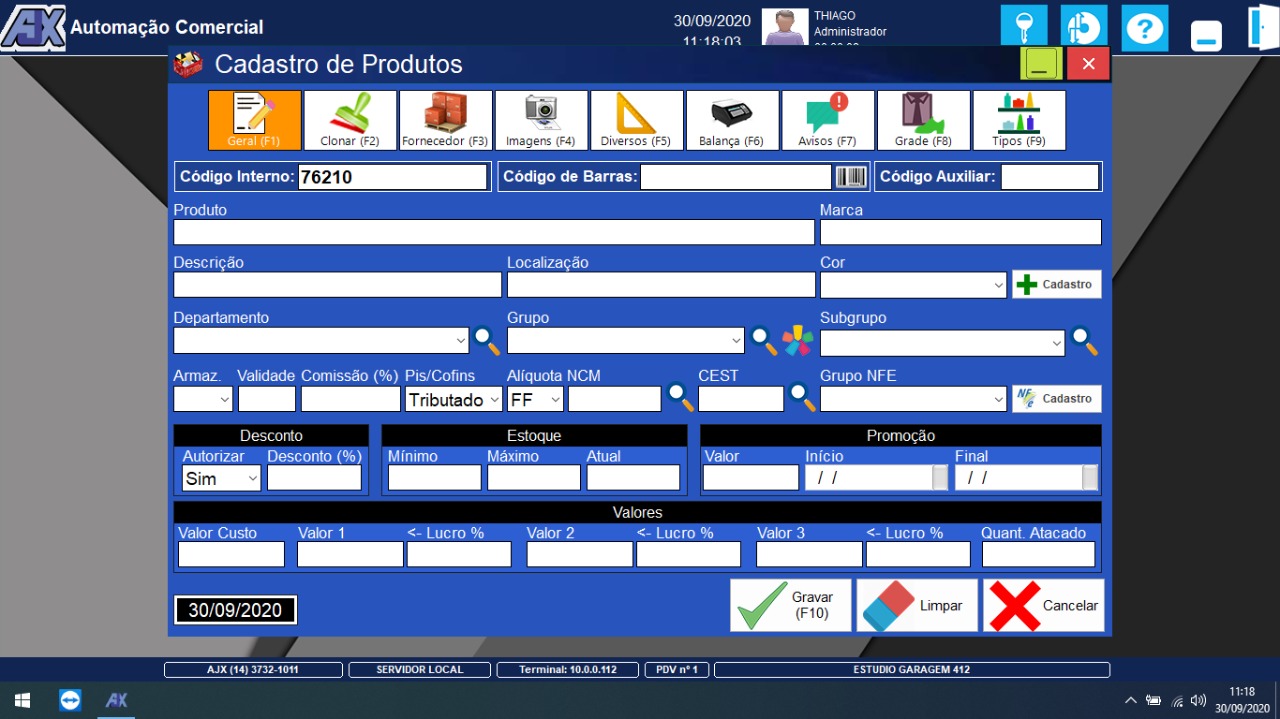 AX Automação Comercial
30/09/2020
11:18:03
THIAGO
Administrador
Cadastro de Produtos
Geral (F1) Clonar (F2) Fornecedor (F3) Imagens (F4) Diversos (F5) Balança (F6) Avisos (F7) Grade (F8) Tipos (F9)
Código Interno: 76210 Código de Barras: Código Auxiliar:
Produto Marca
Descrição Localização Cor
Cadastro
Departamento Grupo Subgrupo
Armaz. Validade Comissão (%) Pis/Cofins Alíquota NCM CEST Grupo NFE
Tributado FF NFe Cadastro
Desconto Estoque Promoção
Autorizar Desconto (%) Mínimo Máximo Atual Valor Início Final
Sim / / / /
Valores
Valor Custo Valor 1 <- Lucro % Valor 2 <- Lucro % Valor 3 <- Lucro % Quant. Atacado
30/09/2020
Gravar
(F10)
Limpar
Cancelar
AJX (14) 3732-1011 SERVIDOR LOCAL Terminal: 10.0.0.112 PDV nº 1 ESTUDIO GARAGEM 412
AX
11:18
30/09/2020